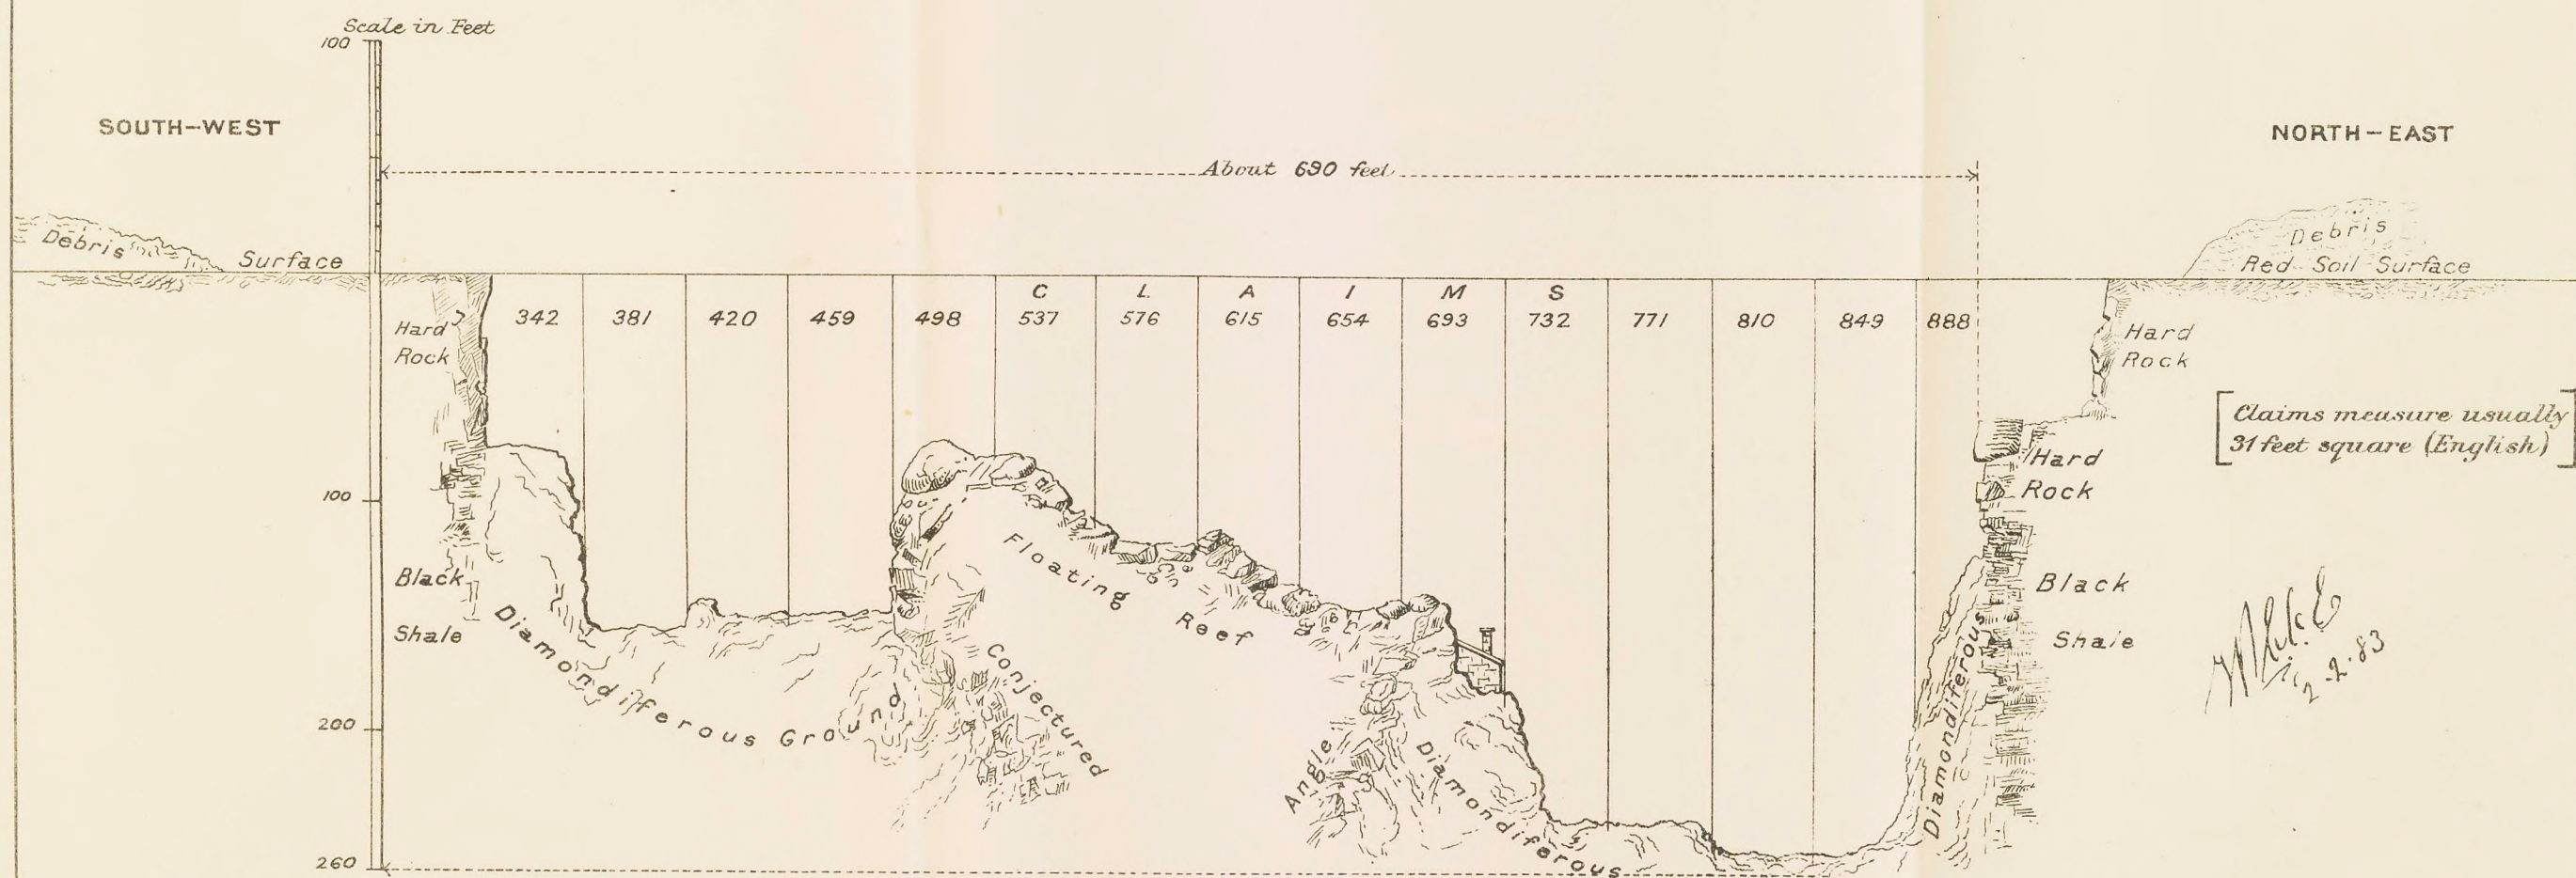 Scale in Feet
100
SOUTH-WEST
NORTH-EAST
About 690 feet
Debris
Surface
Debris
Red Soil Surface
C L A I M S
342 381 420 459 498 537 576 615 654 693 732 771 810 849 888
Hard
Rock
Hard
Rock
Claims measure usually
31 feet square (English)
Hard
Rock
100
Floating Reef
Black
Shale
Black
Shale
Diamondiferous Ground
Conjectured
Angle
Diamondiferous
Diamondiferous
2.2.83
200
260